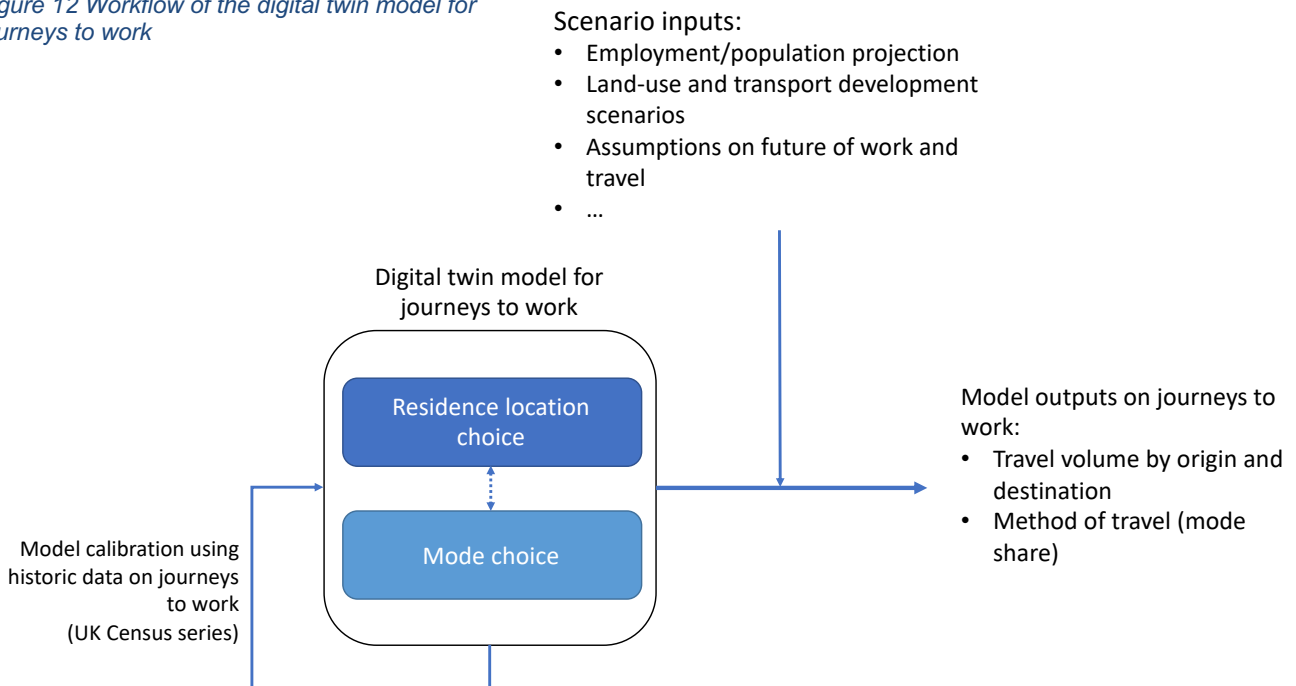 gure 12 Workflow of the digital twin model for
urneys to work
Scenario inputs:
• Employment/population projection
• Land-use and transport development
scenarios
• Assumptions on future of work and
travel
• ...
Digital twin model for
journeys to work
Residence location
choice
Mode choice
Model calibration using
historic data on journeys
to work
(UK Census series)
Model outputs on journeys to
work:
• Travel volume by origin and
destination
• Method of travel (mode
share)